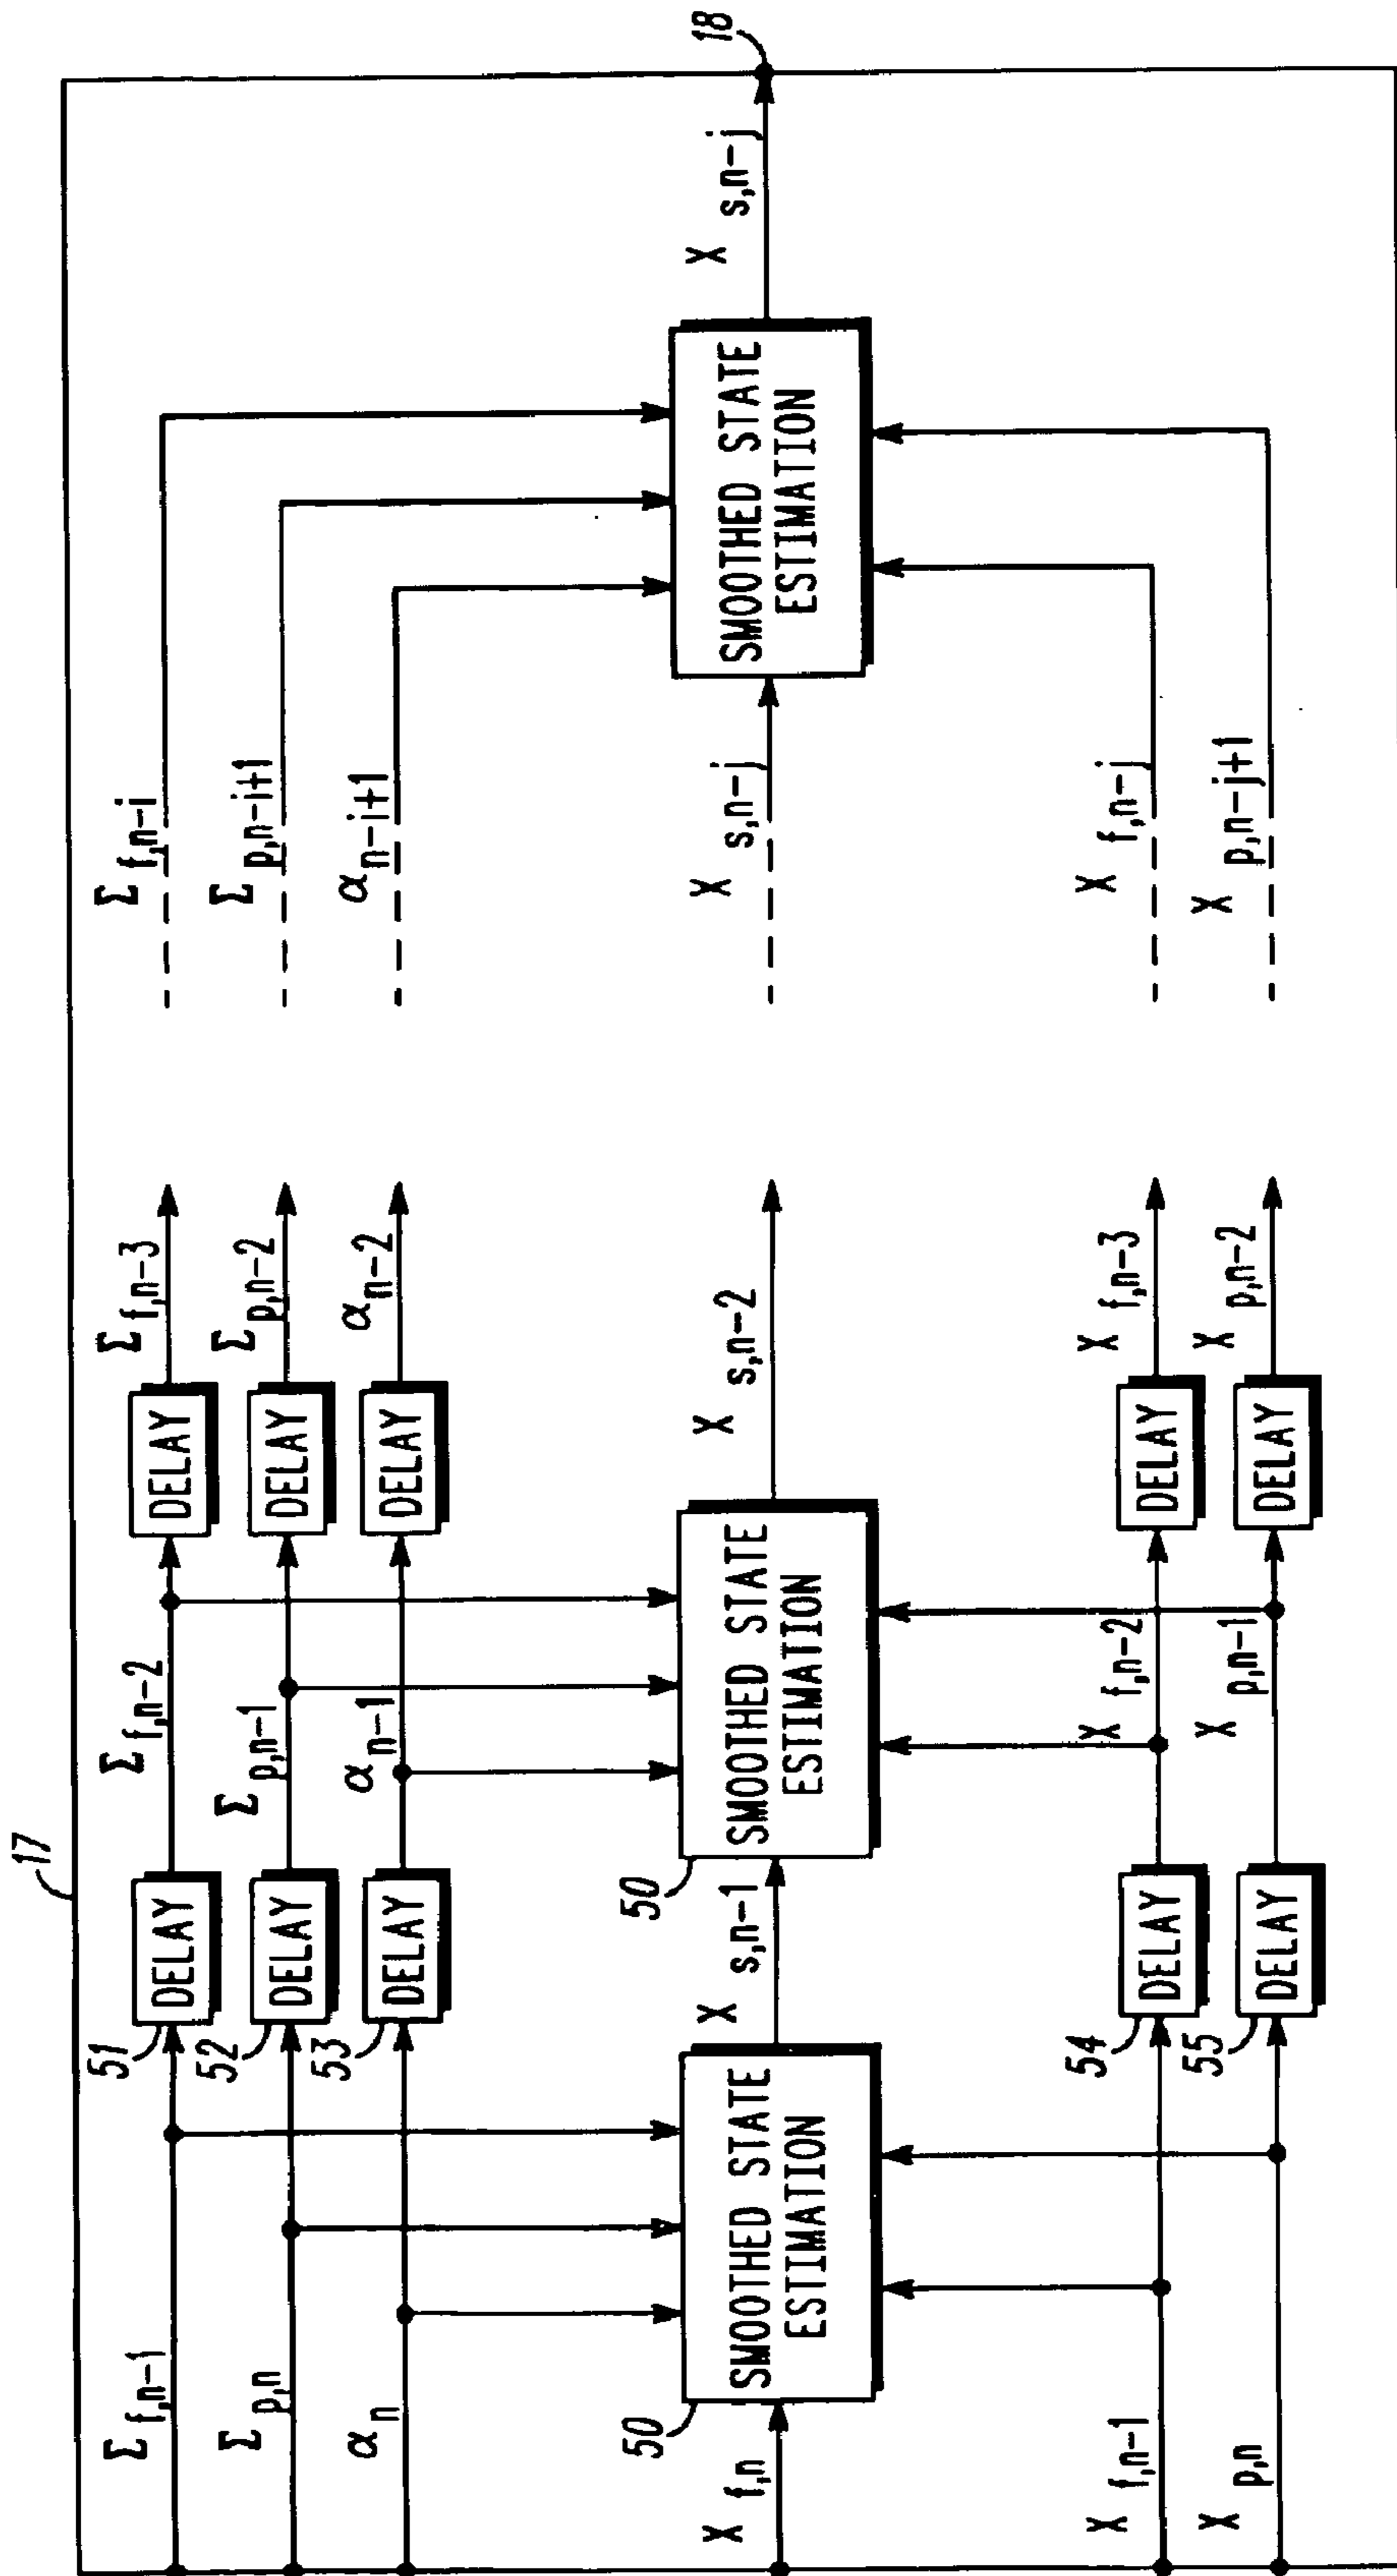 17
Σ f,n-1
51
DELAY
Σ f,n-2
DELAY
Σ f,n-3
Σ f,n-i
Σ p,n
52
DELAY
Σ p,n-1
DELAY
Σ p,n-2
Σ p,n-i+1
α n
53
DELAY
α n-1
DELAY
α n-2
α n-i+1
X f,n
50
SMOOTHED STATE
ESTIMATION
X s,n-1
50
SMOOTHED STATE
ESTIMATION
X s,n-2
X s,n-j
SMOOTHED STATE
ESTIMATION
X s,n-j
18
X f,n-1
54
DELAY
X f,n-2
DELAY
X f,n-3
X f,n-j
X p,n
55
DELAY
X p,n-1
DELAY
X p,n-2
X p,n-j+1